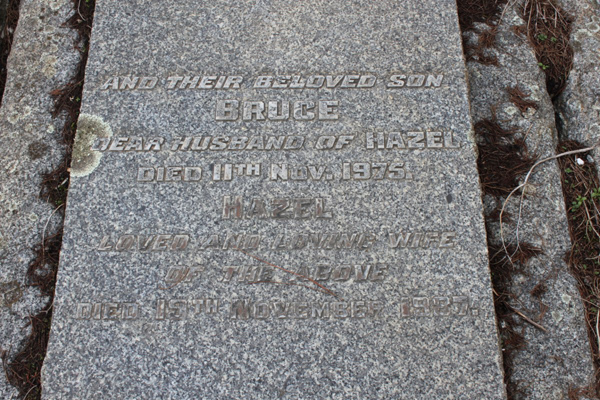 AND THEIR BELOVED SON
BRUCE
DEAR HUSBAND OF HAZEL
DIED 11TH NOV. 1975.
HAZEL
LOVED AND LOVING WIFE
OF THE ABOVE
DIED NOVEMBER